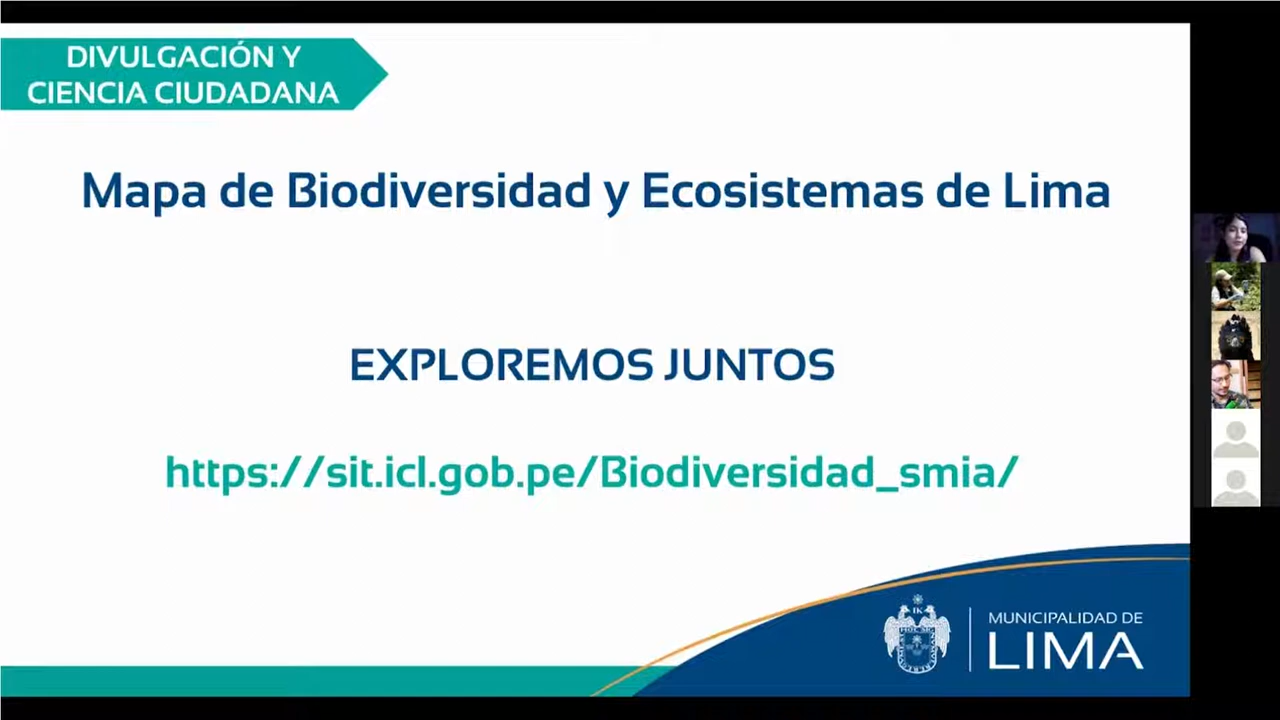 DIVULGACIÓN Y
CIENCIA CIUDADANA
Mapa de Biodiversidad y Ecosistemas de Lima
EXPLOREMOS JUNTOS
https://sit.icl.gob.pe/Biodiversidad_smia/
MUNICIPALIDAD DE
LIMA